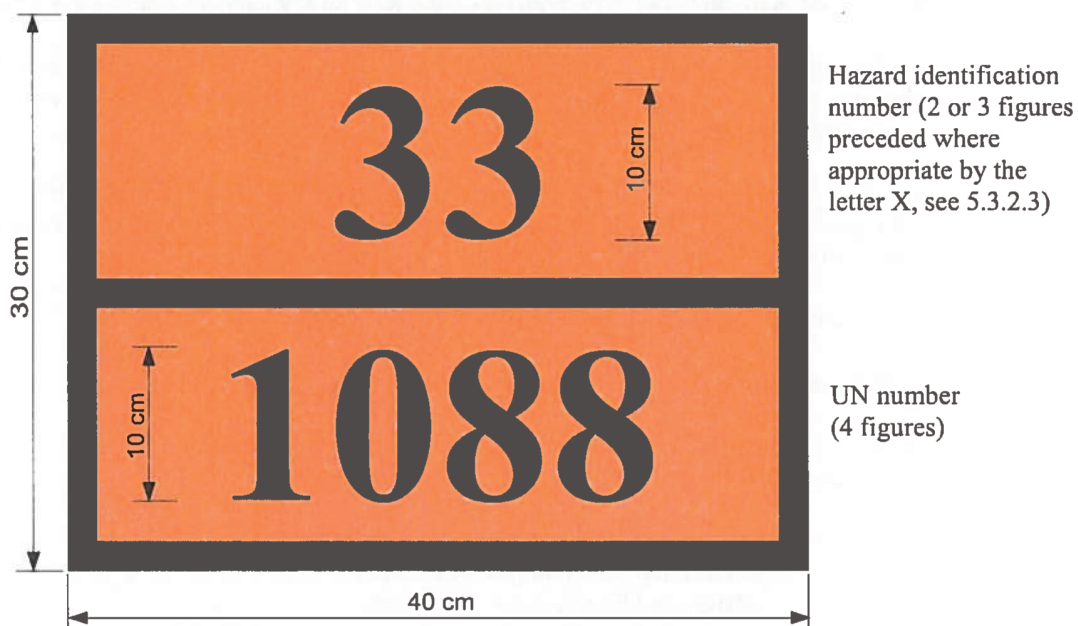 33
10 cm
Hazard identification
number (2 or 3 figures
preceded where
appropriate by the
letter X, see 5.3.2.3)
30 cm
1088
10 cm
UN number
(4 figures)
40 cm